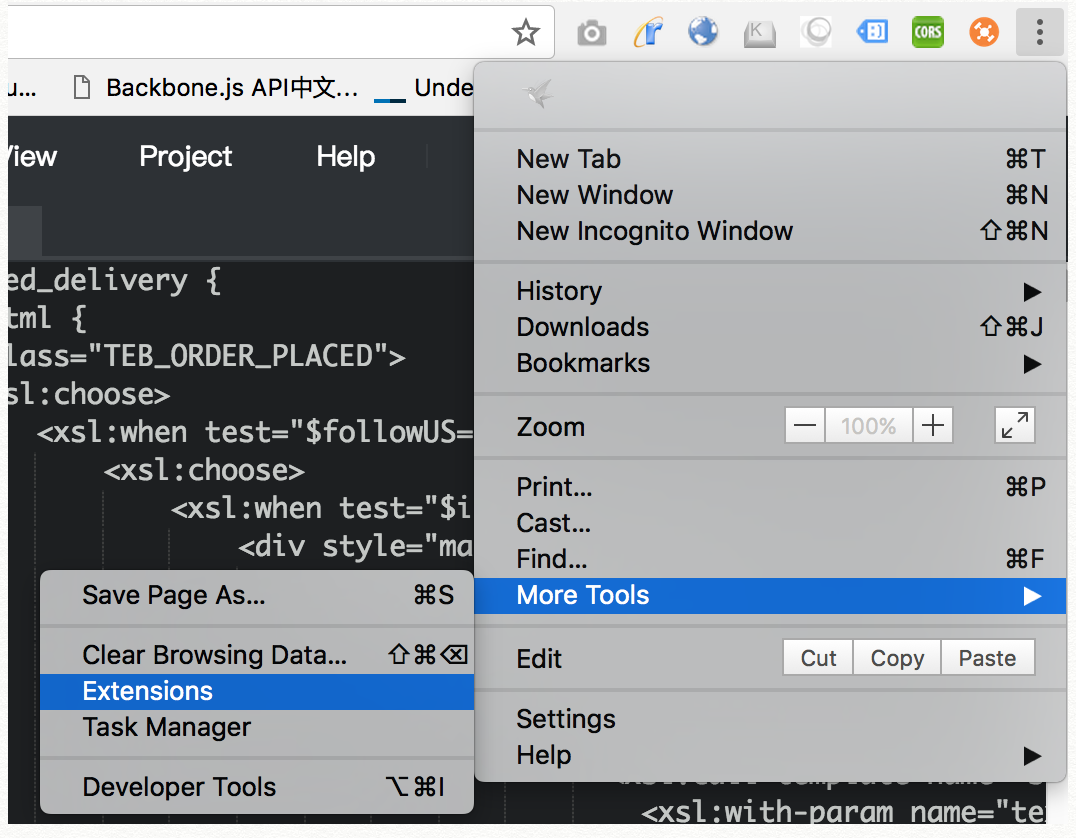 K
CORS
u...
Backbone.js API中文...
Unde
View
Project
Help
New Tab ⌘T
New Window ⌘N
New Incognito Window ⇧⌘N
History ▶
Downloads ⇧⌘J
Bookmarks ▶
Zoom — 100% +
Print... ⌘P
Cast...
Find... ⌘F
More Tools ▶
Edit Cut Copy Paste
Settings
Help ▶
ed_delivery {
tml {
lass="TEB_ORDER_PLACED">
sl:choose>
<xsl:when test="$followUS=
<xsl:choose>
<xsl:when test="$i
<div style="ma
Save Page As... ⌘S
Clear Browsing Data... ⇧⌘⌫
Extensions
Task Manager
Developer Tools ⌥⌘I
<xsl:with-param name="te